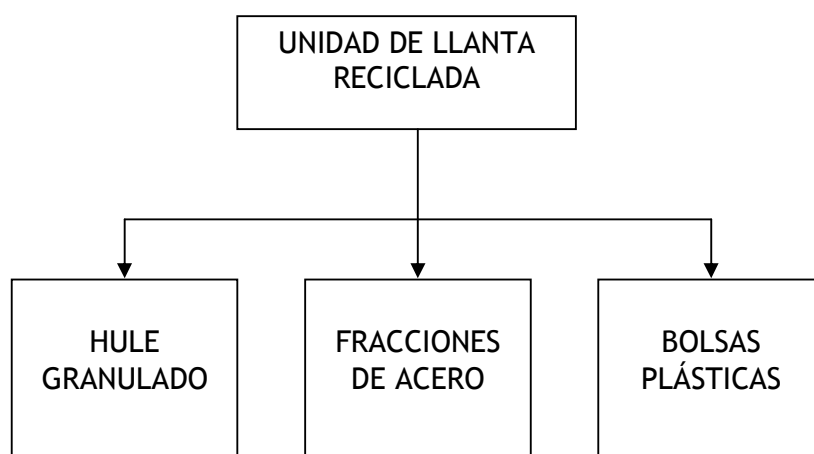 UNIDAD DE LLANTA
RECICLADA
HULE
GRANULADO
FRACCIONES
DE ACERO
BOLSAS
PLÁSTICAS